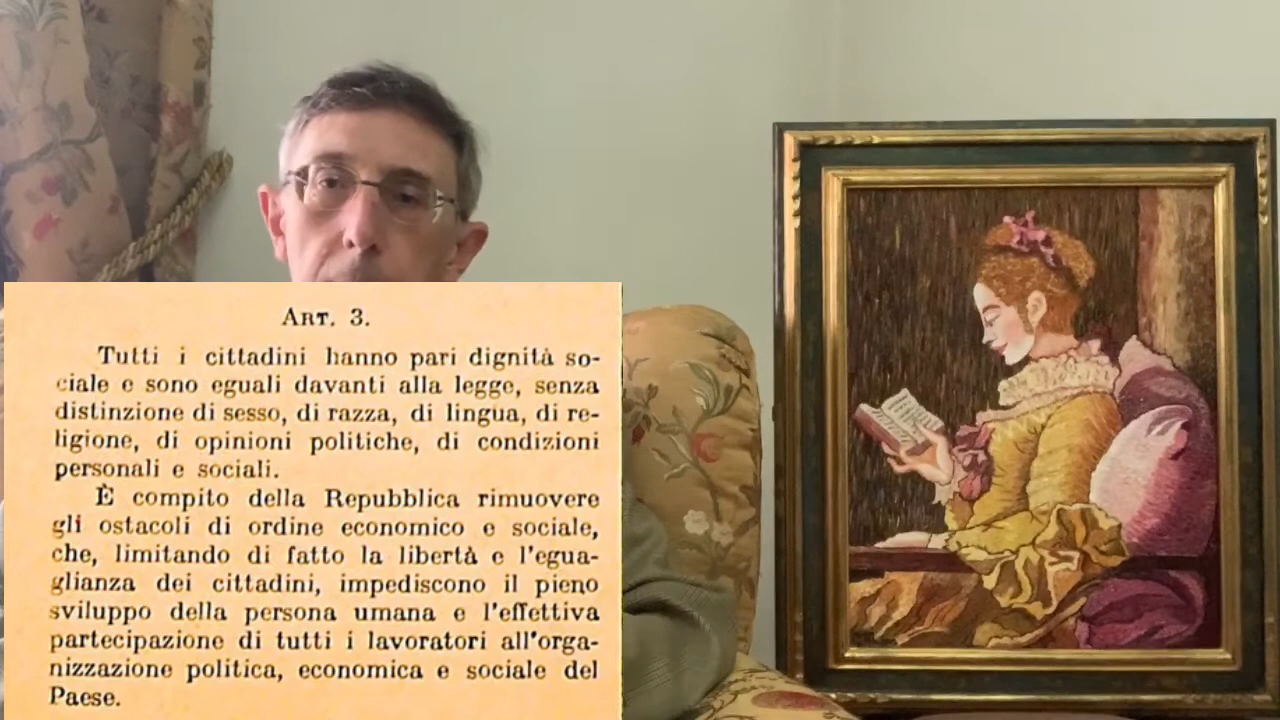 ART. 3.
Tutti i cittadini hanno pari dignità so-
ciale e sono eguali davanti alla legge, senza
distinzione di sesso, di razza, di lingua, di re-
ligione, di opinioni politiche, di condizioni
personali e sociali.
È compito della Repubblica rimuovere
gli ostacoli di ordine economico e sociale,
che, limitando di fatto la libertà e l'egua-
glianza dei cittadini, impediscono il pieno
sviluppo della persona umana e l'effettiva
partecipazione di tutti i lavoratori all'orga-
nizzazione politica, economica e sociale del
Paese.